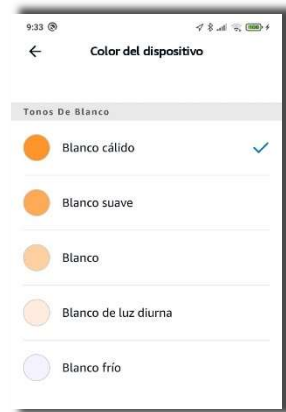 9:33
Color del dispositivo
Tonos De Blanco
Blanco cálido
Blanco suave
Blanco
Blanco de luz diurna
Blanco frío